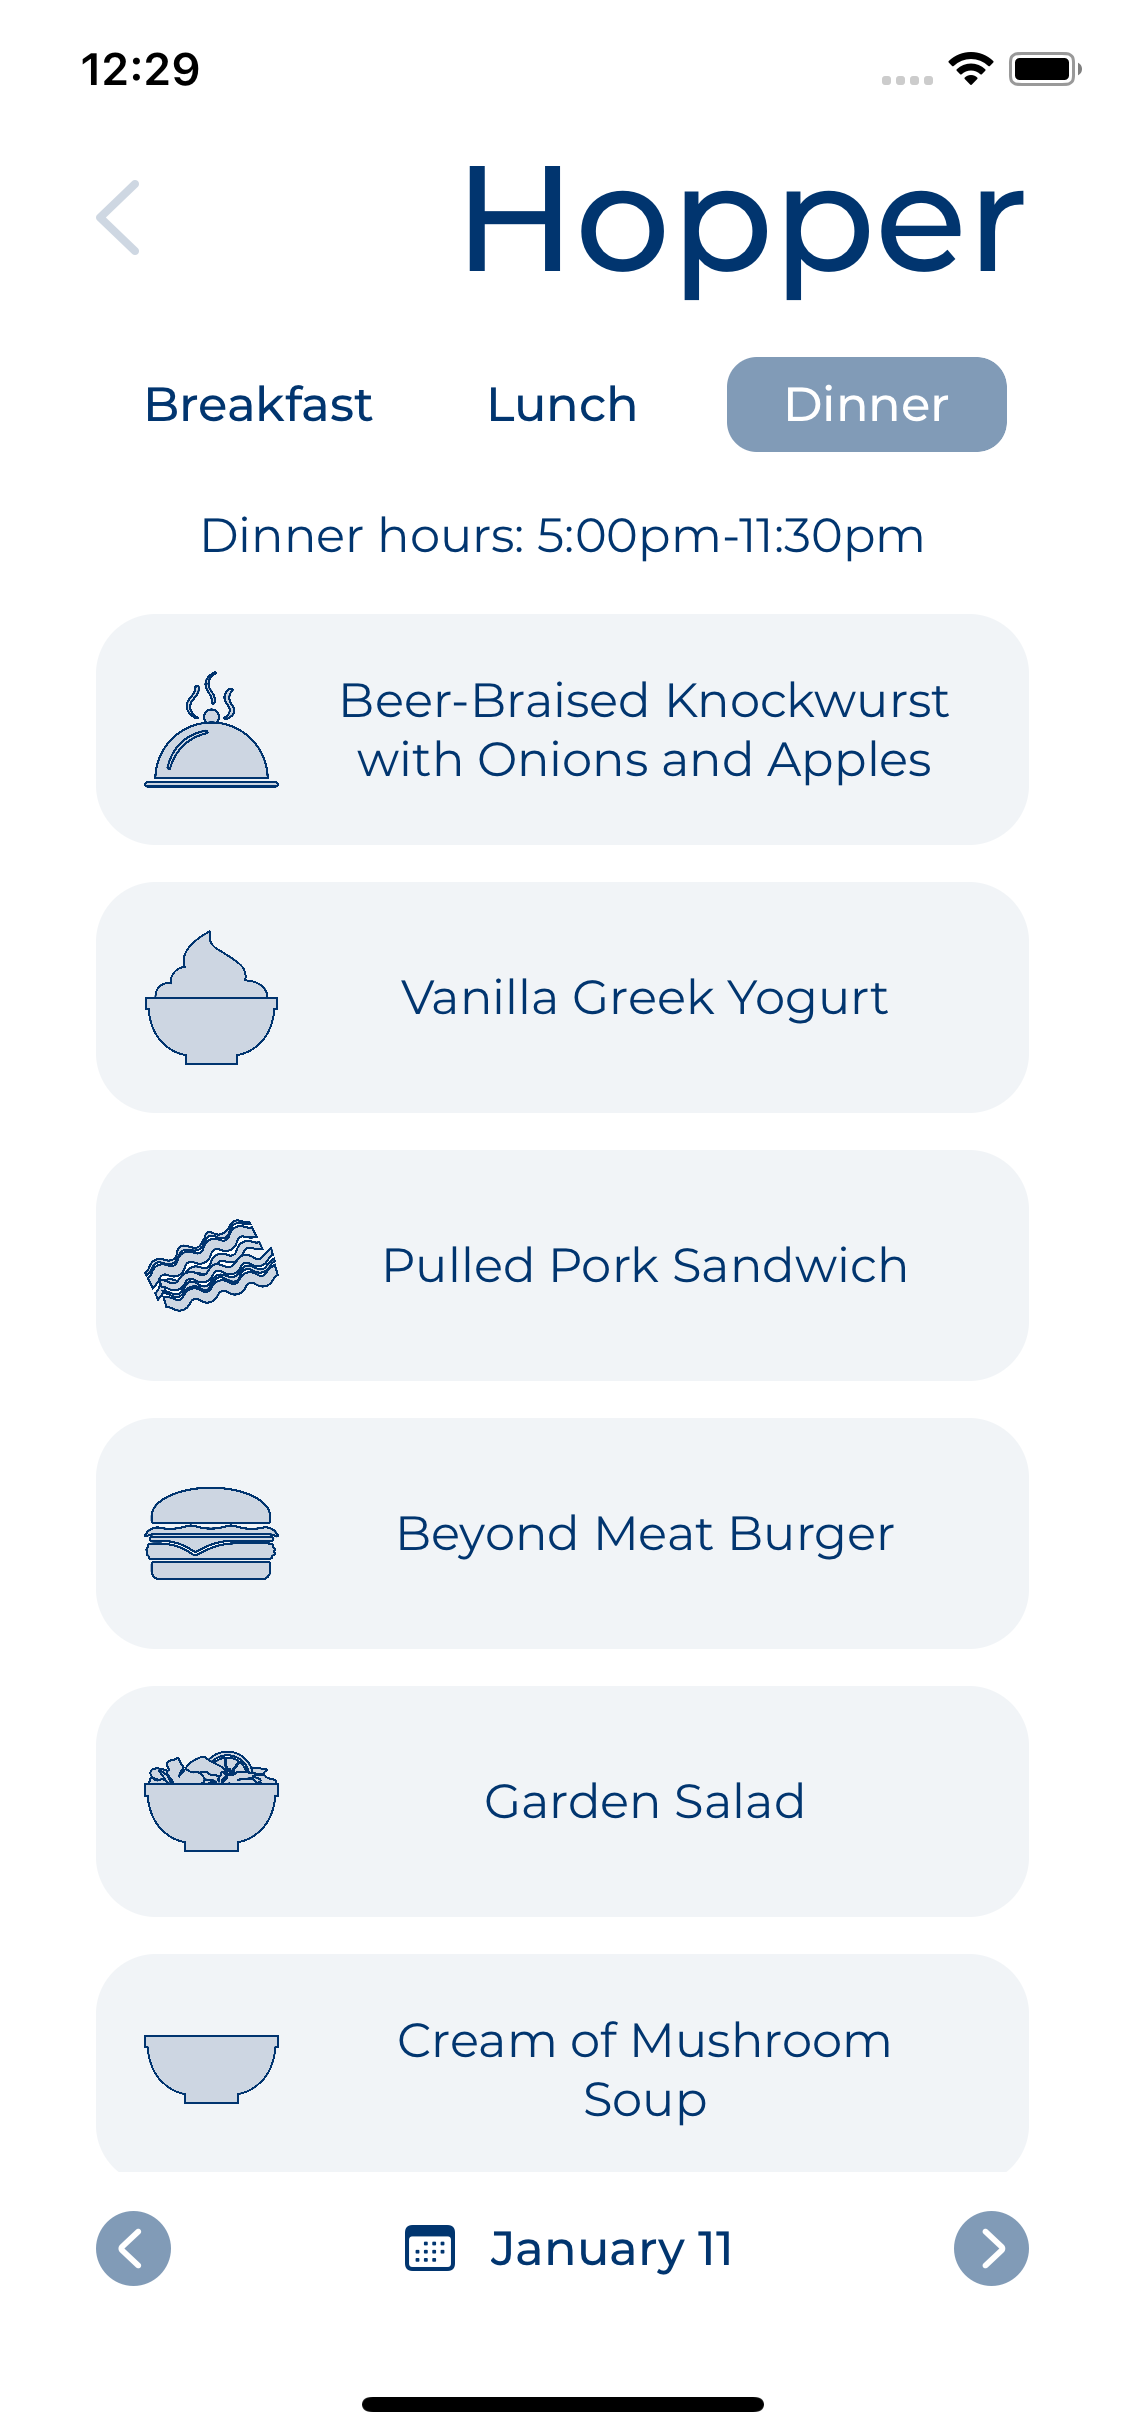 12:29
Hopper
Breakfast Lunch Dinner
Dinner hours: 5:00pm-11:30pm
Beer-Braised Knockwurst
with Onions and Apples
Vanilla Greek Yogurt
Pulled Pork Sandwich
Beyond Meat Burger
Garden Salad
Cream of Mushroom
Soup
January 11